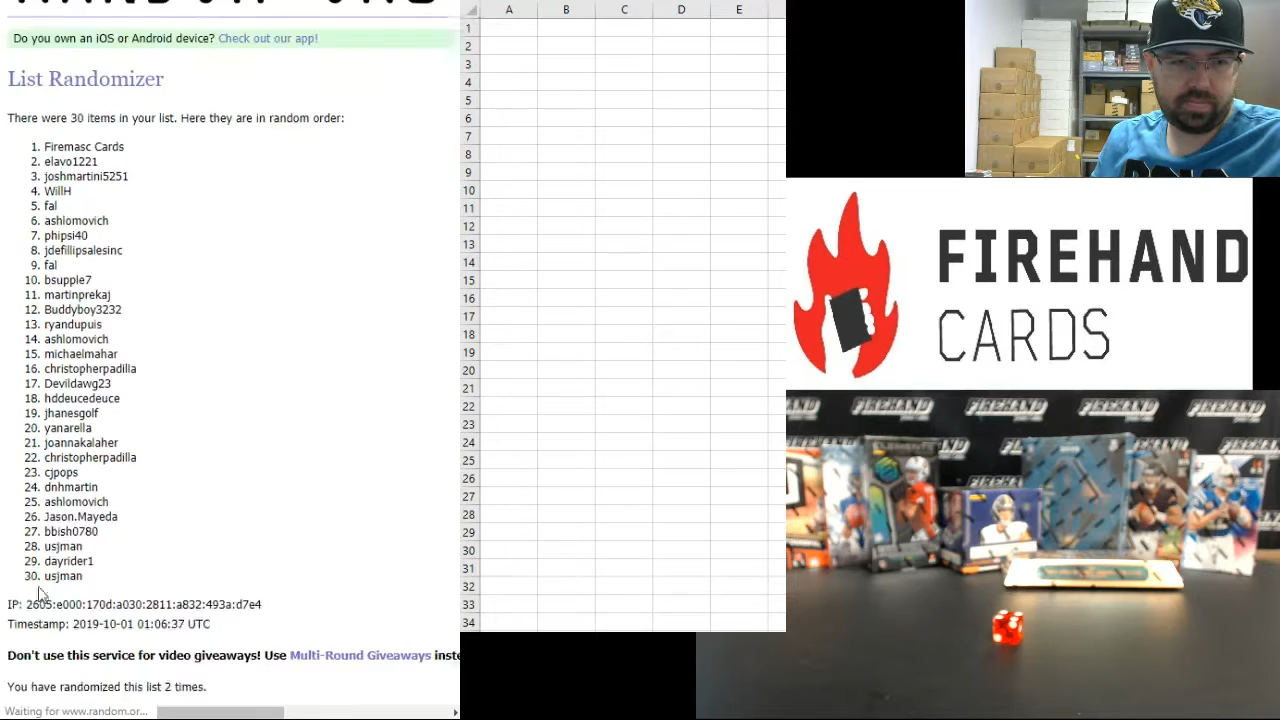 Do you own an iOS or Android device? Check out our app!
List Randomizer
There were 30 items in your list. Here they are in random order:
1. Firemasc Cards
2. elavo1221
3. joshmartini5251
4. WillH
5. fal
6. ashlomovich
7. phipsi40
8. jdefillipsalesinc
9. fal
10. bsupple7
11. martinprekaj
12. Buddyboy3232
13. ryandupuis
14. ashlomovich
15. michaelmahar
16. christopherpadilla
17. Devildawg23
18. hddeucedeuce
19. jhanesgolf
20. yanarella
21. joannakalaher
22. christopherpadilla
23. cjpops
24. dnhmartin
25. ashlomovich
26. Jason.Mayeda
27. bbish0780
28. usjman
29. dayrider1
30. usjman
IP: 2605:e000:170d:a030:2811:a832:493a:d7e4
Timestamp: 2019-10-01 01:06:37 UTC
Don't use this service for video giveaways! Use Multi-Round Giveaways inste
You have randomized this list 2 times.
Waiting for www.random.or...
A B C D E
1
2
3
4
5
6
7
8
9
10
11
12
13
14
15
16
17
18
19
20
21
22
23
24
25
26
27
28
29
30
31
32
33
34
FIREHAND
CARDS